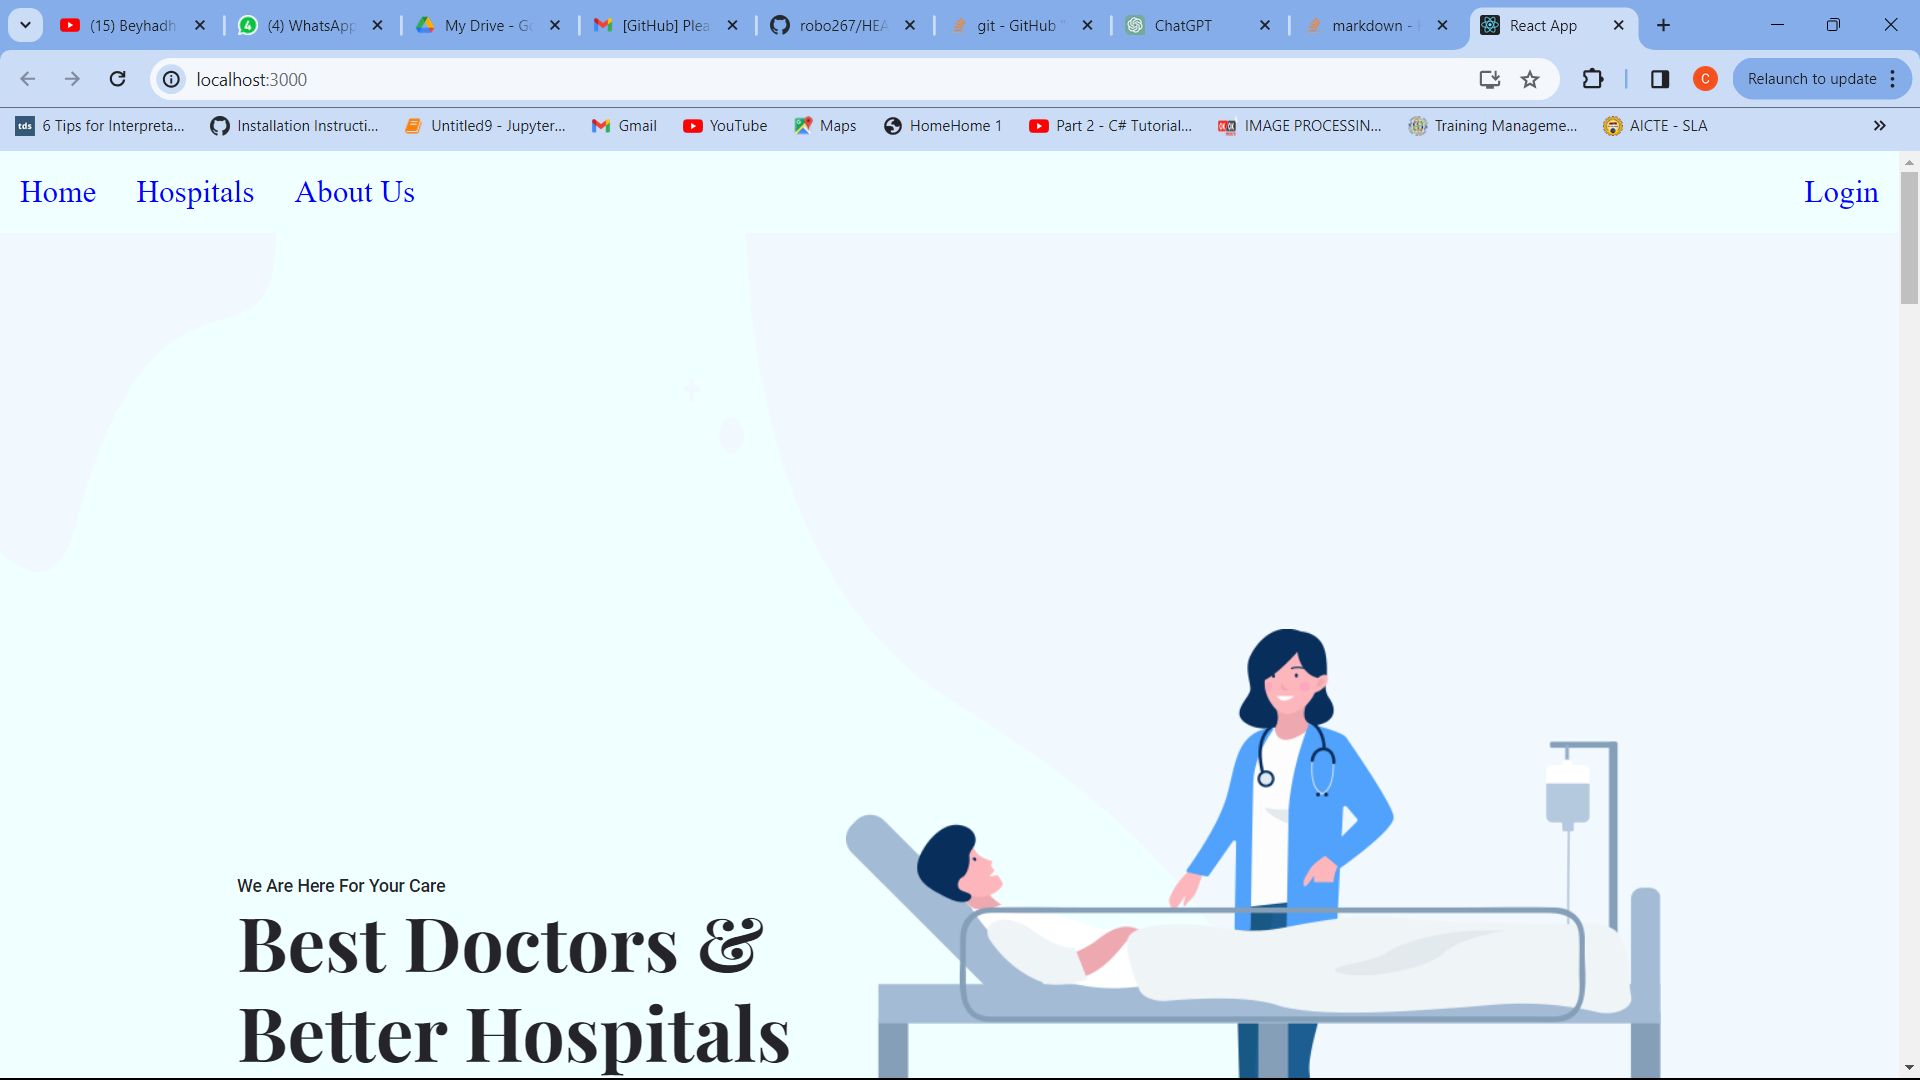 (15) Beyhadh
(4) WhatsApp
My Drive - Go
[GitHub] Plea
robo267/HEA
git - GitHub "
ChatGPT
markdown -
React App
localhost:3000
C
Relaunch to update
tds 6 Tips for Interpreta...
Installation Instructi...
Untitled9 - Jupyter...
Gmail
YouTube
Maps
HomeHome 1
Part 2 - C# Tutorial...
IMAGE PROCESSIN...
Training Manageme...
AICTE - SLA
Home
Hospitals
About Us
Login
We Are Here For Your Care
Best Doctors &
Better Hospitals